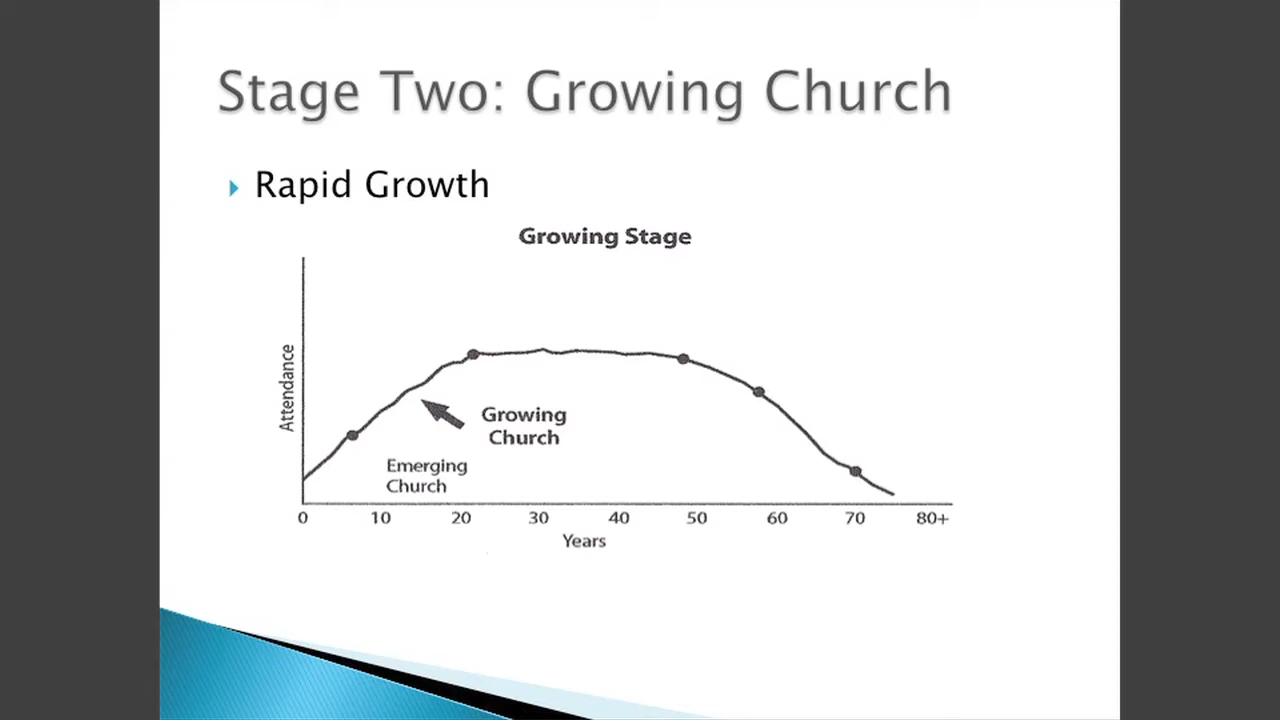 Stage Two: Growing Church
Rapid Growth
Growing Stage
Attendance
Growing
Church
Emerging
Church
0 10 20 30 40 50 60 70 80+
Years